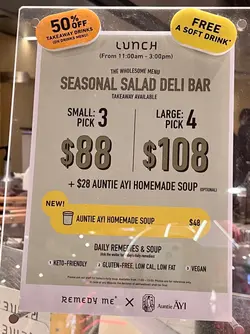 50%
OFF
TAKEAWAY DRINKS
FREE
A SOFT DRINK*
LUNCH
(From 11:00am - 3:00pm)
THE WHOLESOME MENU
SEASONAL SALAD DELI BAR
TAKEAWAY AVAILABLE
SMALL:
PICK 3
$88
LARGE:
PICK 4
$108
+ $28 AUNTIE AYI HOMEMADE SOUP (OPTIONAL)
NEW!
AUNTIE AYI HOMEMADE SOUP $48
DAILY REMEDIES & SOUP
• KETO-FRIENDLY • GLUTEN-FREE, LOW CAL, LOW FAT • VEGAN
REMEDY ME+ X Auntie AYI